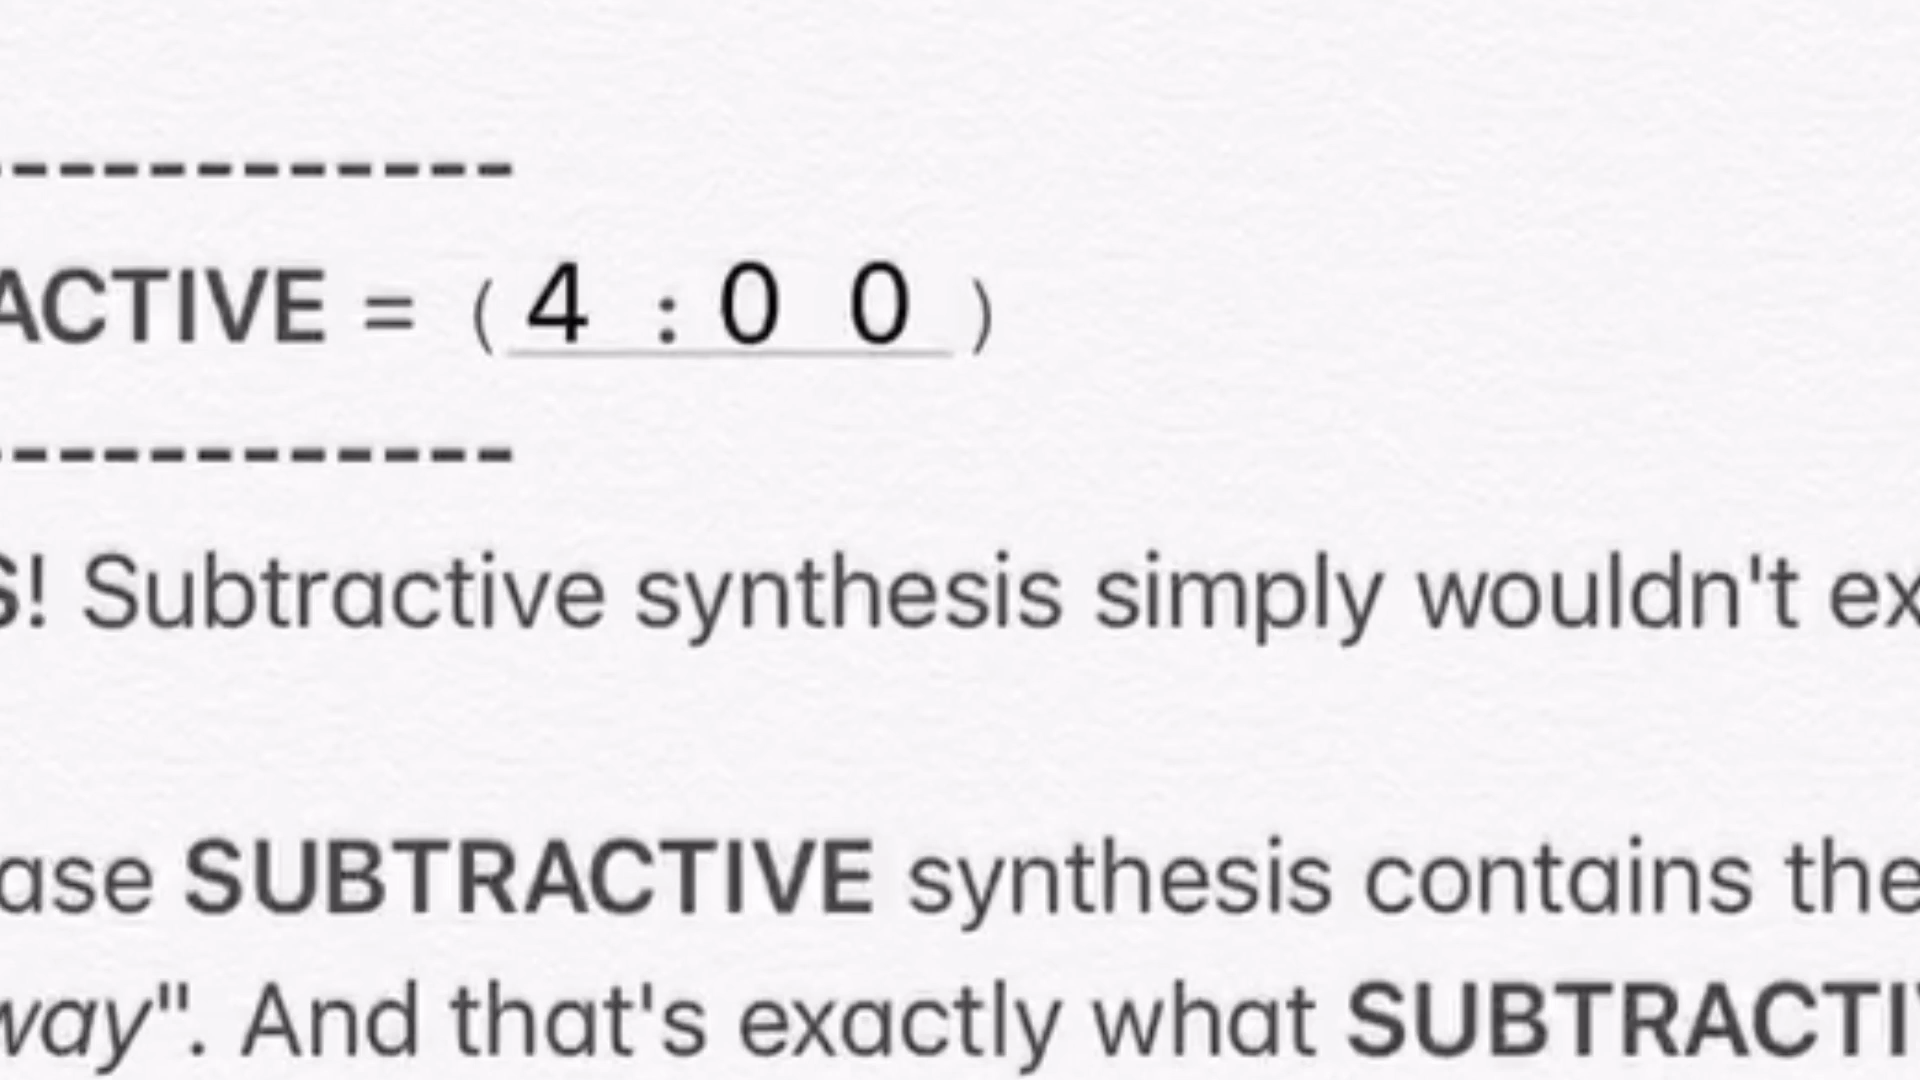 -----------
ACTIVE = (4 :0 0 )
-----------
S! Subtractive synthesis simply wouldn't ex
ase SUBTRACTIVE synthesis contains the
way". And that's exactly what SUBTRACTI